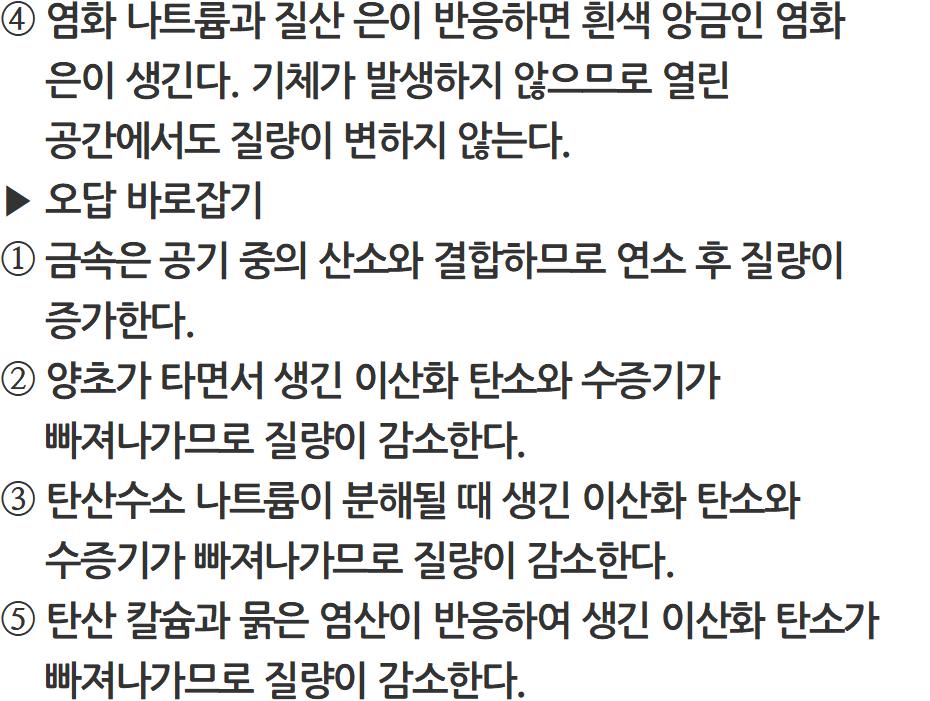 ④ 염화 나트륨과 질산 은이 반응하면 흰색 앙금인 염화
은이 생긴다. 기체가 발생하지 않으므로 열린
공간에서도 질량이 변하지 않는다.
▶ 오답 바로잡기
① 금속은 공기 중의 산소와 결합하므로 연소 후 질량이
증가한다.
② 양초가 타면서 생긴 이산화 탄소와 수증기가
빠져나가므로 질량이 감소한다.
③ 탄산수소 나트륨이 분해될 때 생긴 이산화 탄소와
수증기가 빠져나가므로 질량이 감소한다.
⑤ 탄산 칼슘과 묽은 염산이 반응하여 생긴 이산화 탄소가
빠져나가므로 질량이 감소한다.